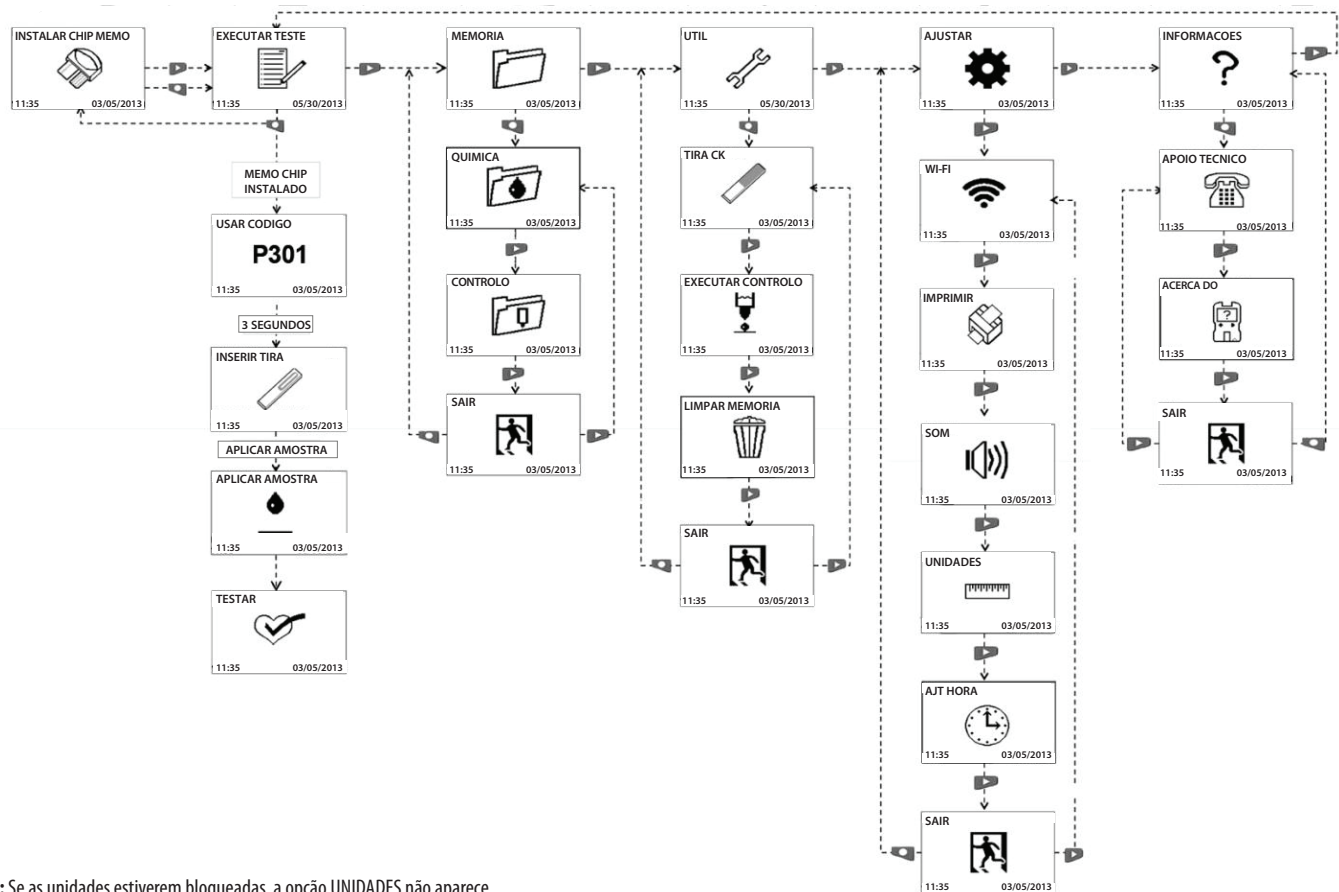 INSTALAR CHIP MEMO
11:35 03/05/2013
EXECUTAR TESTE
11:35 05/30/2013
MEMORIA
11:35 03/05/2013
UTIL
11:35 05/30/2013
AJUSTAR
11:35 03/05/2013
INFORMACOES
?
11:35 03/05/2013
MEMO CHIP
INSTALADO
USAR CODIGO
P301
11:35 03/05/2013
3 SEGUNDOS
INSERIR TIRA
11:35 03/05/2013
APLICAR AMOSTRA
APLICAR AMOSTRA
11:35 03/05/2013
TESTAR
11:35 03/05/2013
QUIMICA
11:35 03/05/2013
CONTROLO
11:35 03/05/2013
SAIR
11:35 03/05/2013
TIRA CK
11:35 03/05/2013
EXECUTAR CONTROLO
11:35 03/05/2013
LIMPAR MEMORIA
11:35 03/05/2013
SAIR
11:35 03/05/2013
WI-FI
11:35 03/05/2013
IMPRIMIR
11:35 03/05/2013
SOM
11:35 03/05/2013
UNIDADES
11:35 03/05/2013
AJT HORA
11:35 03/05/2013
SAIR
11:35 03/05/2013
APOIO TECNICO
11:35 03/05/2013
ACERCA DO
?
11:35 03/05/2013
SAIR
11:35 03/05/2013
: Se as unidades estiverem bloqueadas, a opção UNIDADES não aparece